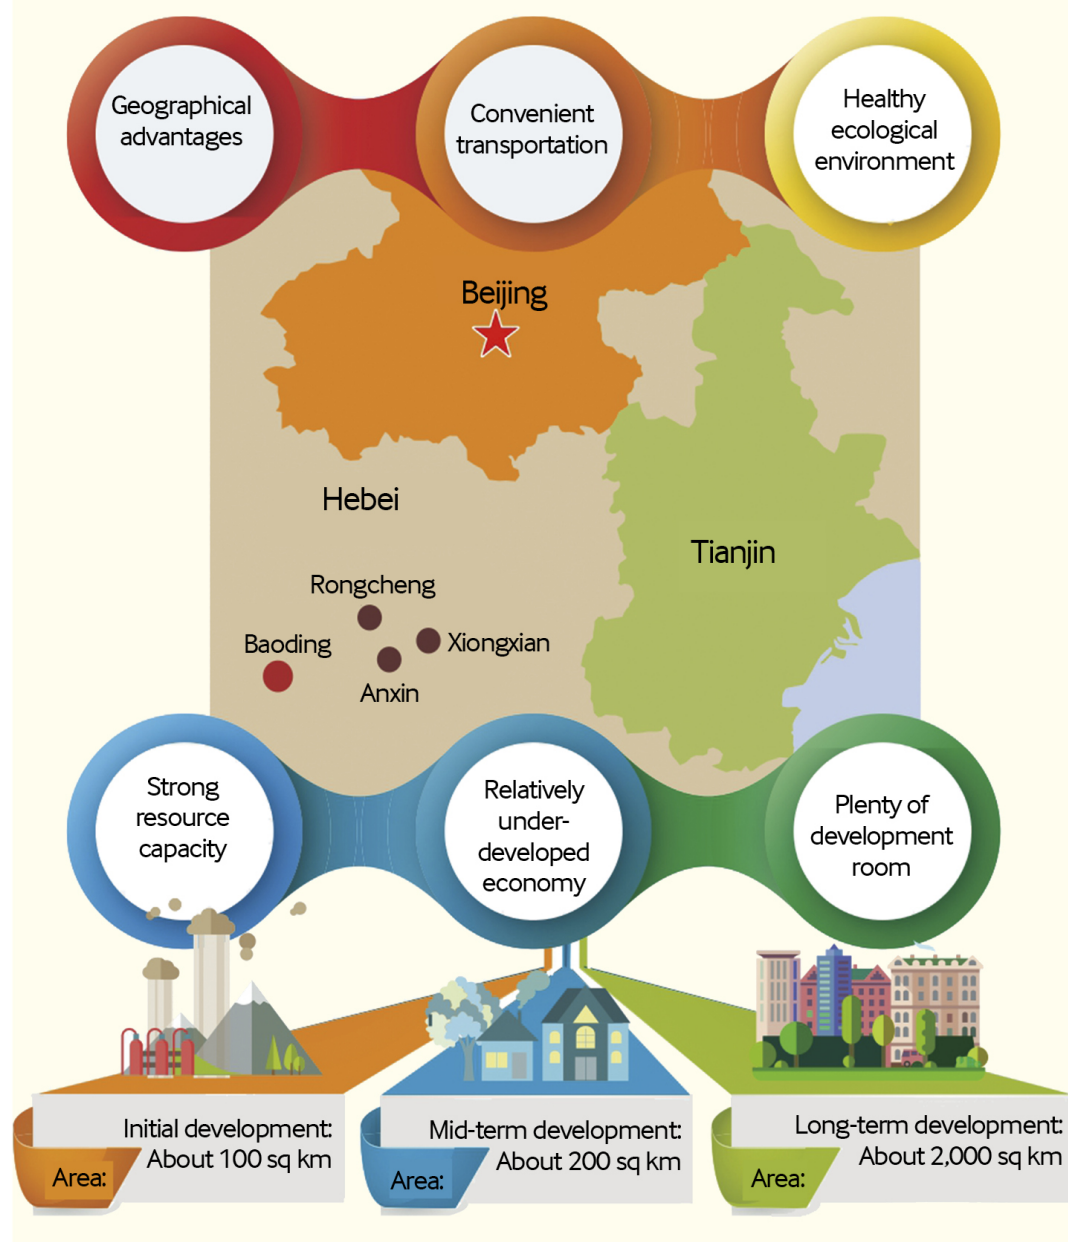 Geographical
advantages
Convenient
transportation
Healthy
ecological
environment
Beijing
Hebei
Tianjin
Rongcheng
Baoding
Xiongxian
Anxin
Strong
resource
capacity
Relatively
under-
developed
economy
Plenty of
development
room
Initial development:
About 100 sq km
Area:
Mid-term development:
About 200 sq km
Area:
Long-term development:
About 2,000 sq km
Area: